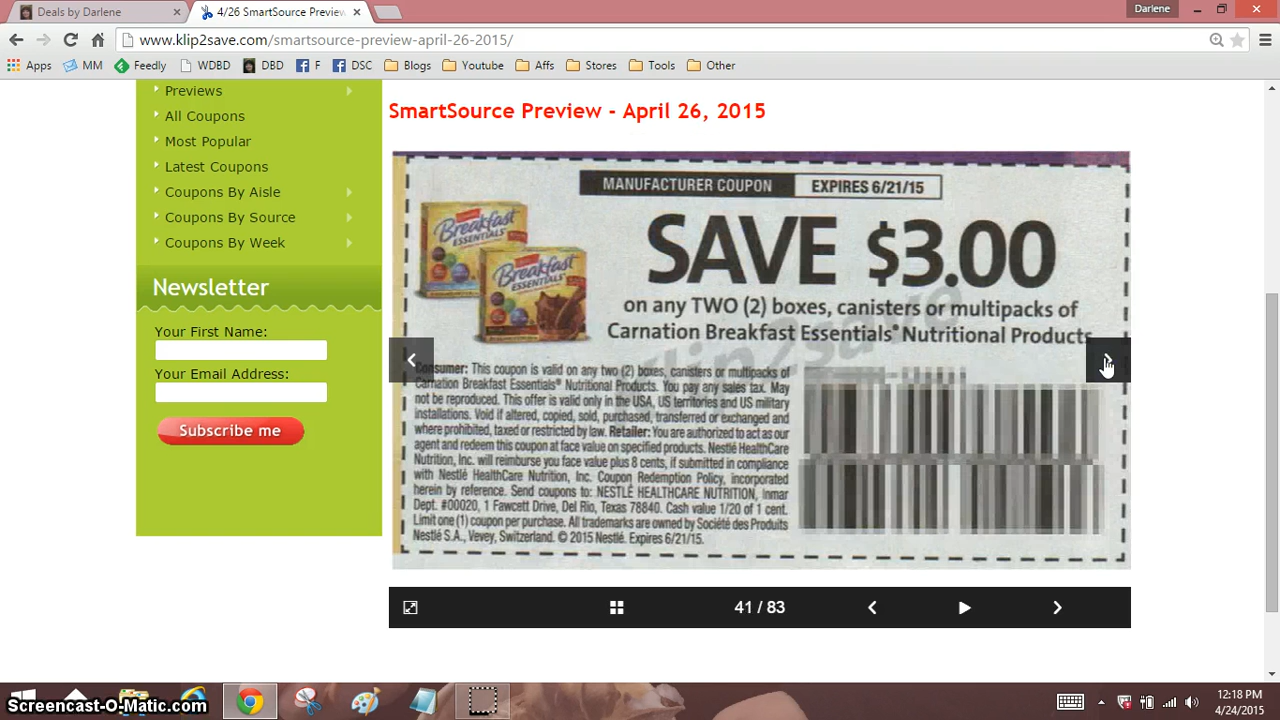 Deals by Darlene
4/26 SmartSource Preview
Darlene
www.klip2save.com/smartsource-preview-april-26-2015/
Apps MM Feedly WDBD DBD F DSC Blogs Youtube Affs Stores Tools Other
Previews
All Coupons
Most Popular
Latest Coupons
Coupons By Aisle
Coupons By Source
Coupons By Week
Newsletter
Your First Name:
Your Email Address:
Subscribe me
SmartSource Preview - April 26, 2015
MANUFACTURER COUPON EXPIRES 6/21/15
SAVE $3.00
on any TWO (2) boxes, canisters or multipacks of
Carnation Breakfast Essentials® Nutritional Products
Breakfast
ESSENTIALS
Breakfast
ESSENTIALS
klip2save
Consumer: This coupon is valid on any two (2) boxes, canisters or multipacks of
Carnation Breakfast Essentials® Nutritional Products. You pay any sales tax. May
not be reproduced. This offer is valid only in the USA, US territories and US military
installations. Void if altered, copied, sold, purchased, transferred or exchanged and
where prohibited, taxed or restricted by law. Retailer: You are authorized to act as our
agent and redeem this coupon at face value on specified products. Nestlé HealthCare
Nutrition, Inc. will reimburse you face value plus 8 cents, if submitted in compliance
with Nestlé HealthCare Nutrition, Inc. Coupon Redemption Policy, incorporated
herein by reference. Send coupons to: NESTLÉ HEALTHCARE NUTRITION, Inmar
Dept. #00020, 1 Fawcett Drive, Del Rio, Texas 78840. Cash value 1/20 of 1 cent.
Limit one (1) coupon per purchase. All trademarks are owned by Société des Produits
Nestlé S.A., Vevey, Switzerland. © 2015 Nestlé. Expires 6/21/15.
41 / 83
Screencast-O-Matic.com
12:18 PM
4/24/2015